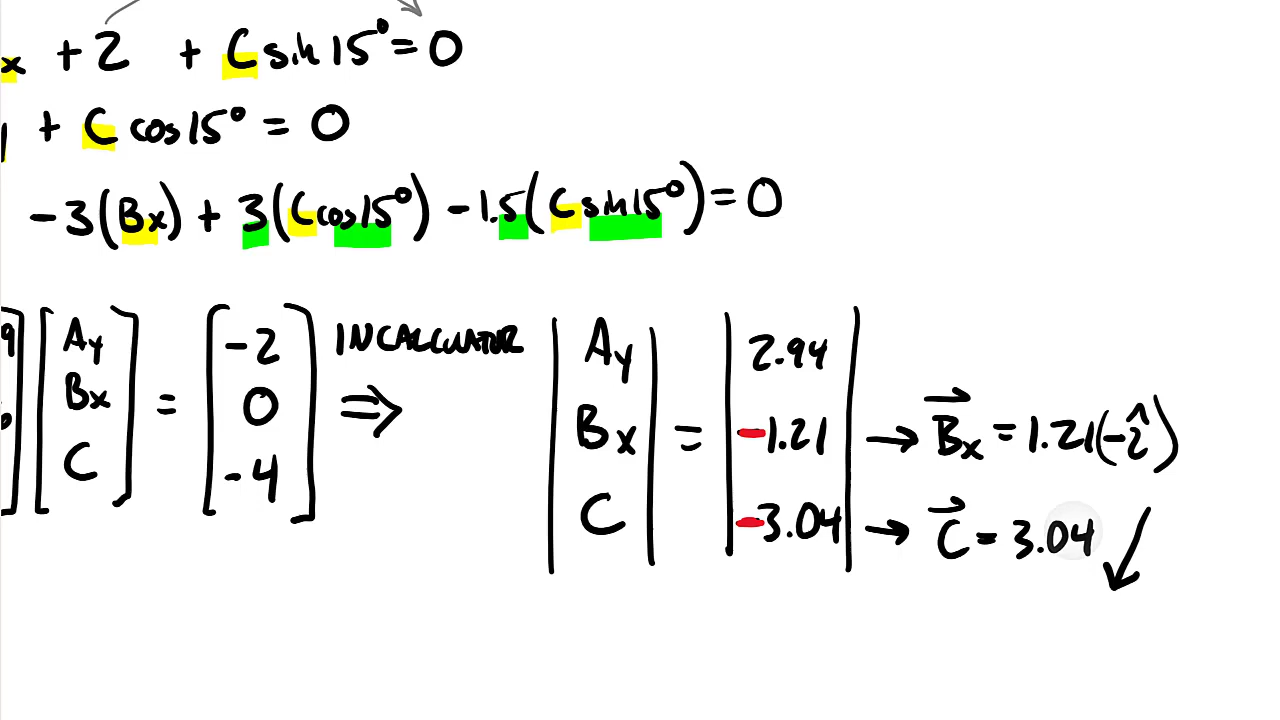 x + 2 + C sin 15° = 0
y + C cos 15° = 0
-3(Bx) + 3(C cos 15°) - 1.5(C sin 15°) = 0
9 [Ay Bx C] = [-2 0 -4] IN CALCULATOR ⇒ |Ay Bx C| = |2.94 -1.21 -3.04|
→ B⃗x = 1.21(-î)
→ C⃗ = 3.04 ↙